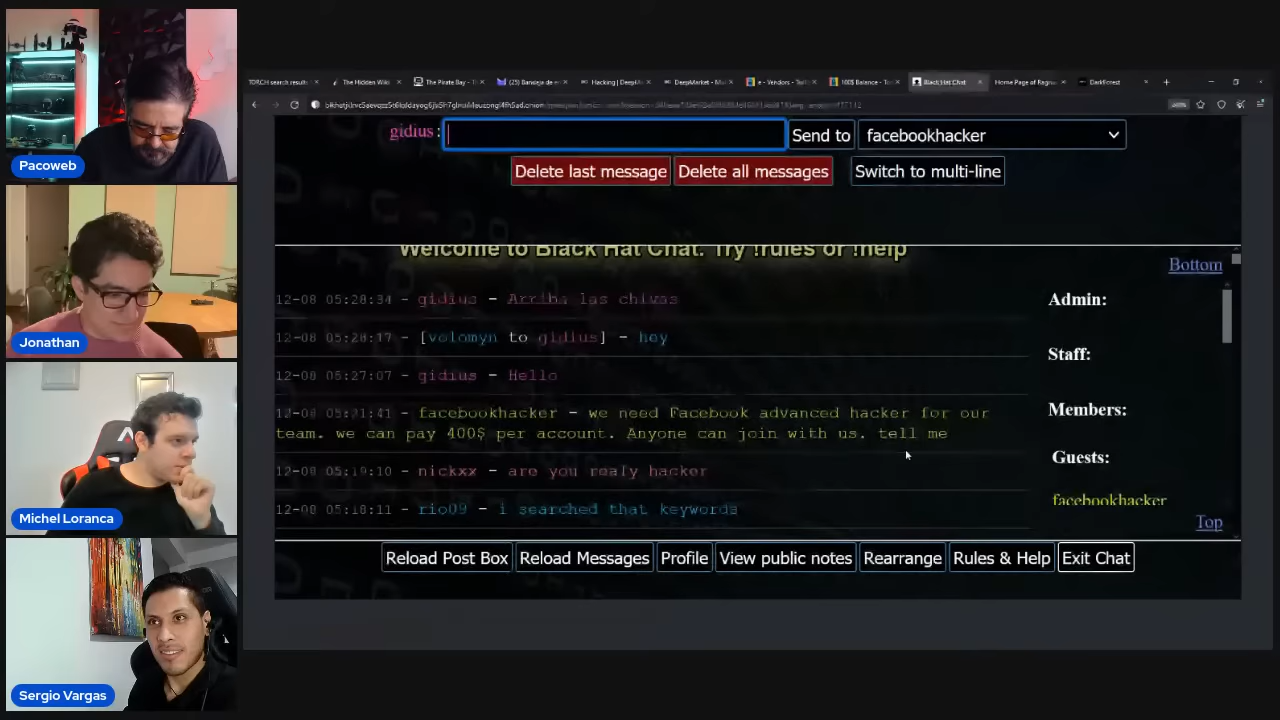 Pacoweb
Jonathan
Michel Loranca
Sergio Vargas
TORCH search results
The Hidden Wiki
The Pirate Bay - T
Hacking | Deep
DeepMarket - M
e - Vendors - T
100$ Balance - T
Black Hat Chat
Home Page of Ragn
DarkForest
gidius:
Send to
facebookhacker
Delete last message
Delete all messages
Switch to multi-line
Welcome to Black Hat Chat. Try !rules or !help
Bottom
12-08 05:28:34 - gidius - Arriba las chivas
12-08 05:28:17 - [volomyn to gidius] - hey
12-08 05:27:07 - gidius - Hello
12-08 05:21:41 - facebookhacker - we need Facebook advanced hacker for our
team. we can pay 400$ per account. Anyone can join with us. tell me
12-08 05:19:10 - nickxx - are you realy hacker
12-08 05:18:11 - rio09 - i searched that keywords
Admin:
Staff:
Members:
Guests:
facebookhacker
Top
Reload Post Box
Reload Messages
Profile
View public notes
Rearrange
Rules & Help
Exit Chat